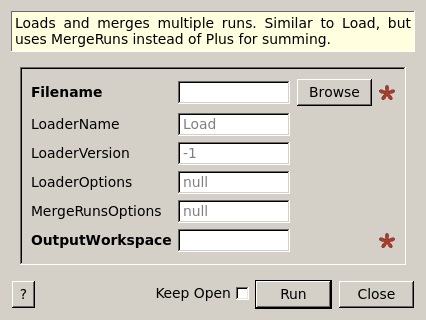 Loads and merges multiple runs. Similar to Load, but
uses MergeRuns instead of Plus for summing.
Filename Browse *
LoaderName Load
LoaderVersion -1
LoaderOptions null
MergeRunsOptions null
OutputWorkspace *
? Keep Open Run Close